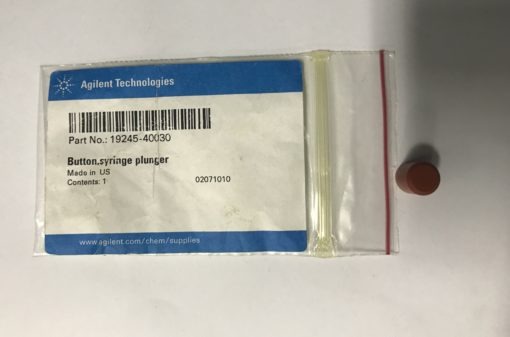 Agilent Technologies
Part No.: 19245-40030
Button,syringe plunger
Made in US
Contents: 1
02071010
www.agilent.com/chem/supplies